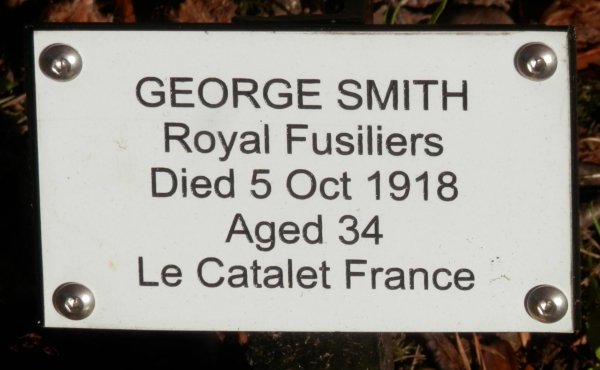 GEORGE SMITH
Royal Fusiliers
Died 5 Oct 1918
Aged 34
Le Catalet France